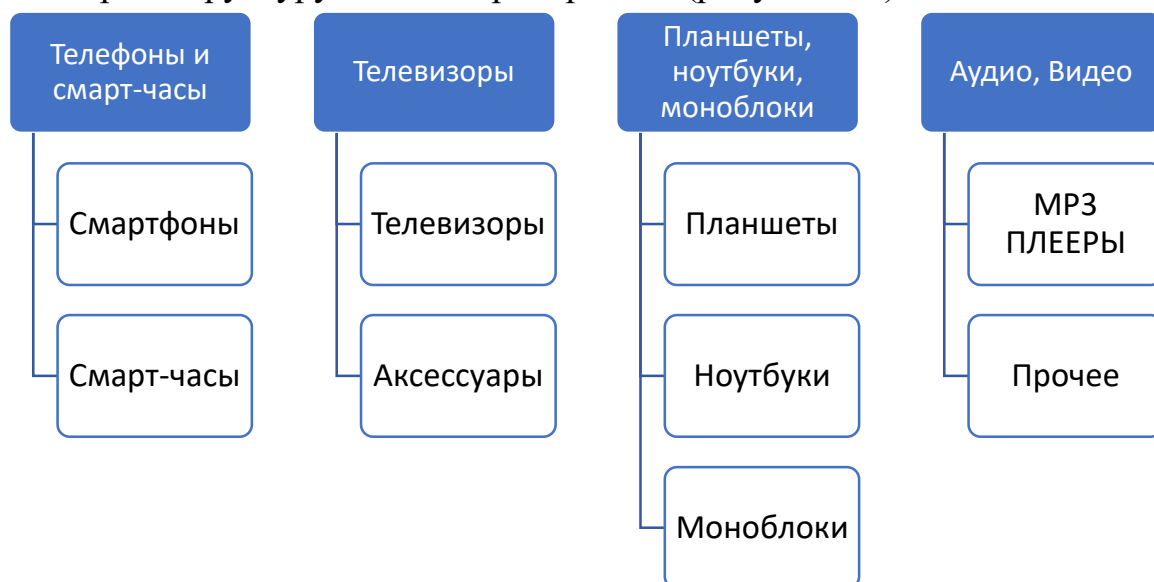 Телефоны и
смарт-часы
Смартфоны
Смарт-часы
Телевизоры
Телевизоры
Аксессуары
Планшеты,
ноутбуки,
моноблоки
Планшеты
Ноутбуки
Моноблоки
Аудио, Видео
МР3
ПЛЕЕРЫ
Прочее